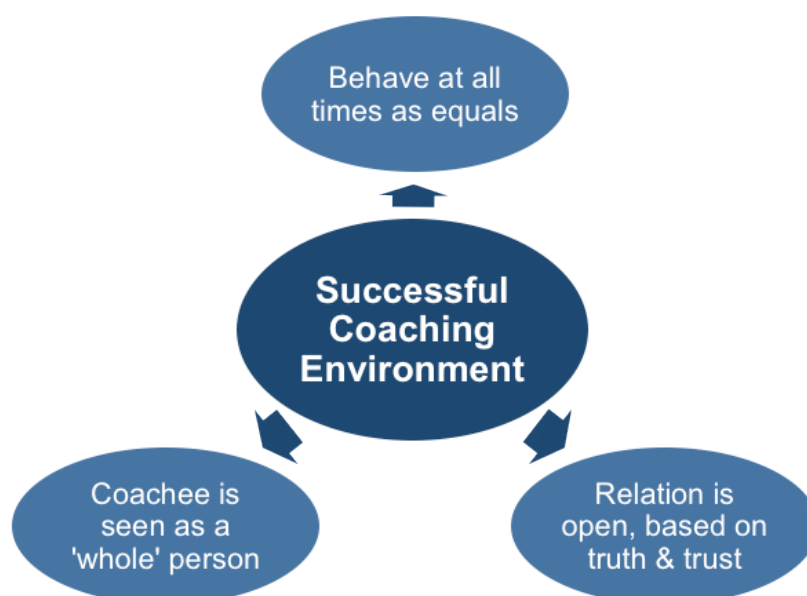 Behave at all
times as equals
Successful
Coaching
Environment
Coachee is
seen as a
'whole' person
Relation is
open, based on
truth & trust